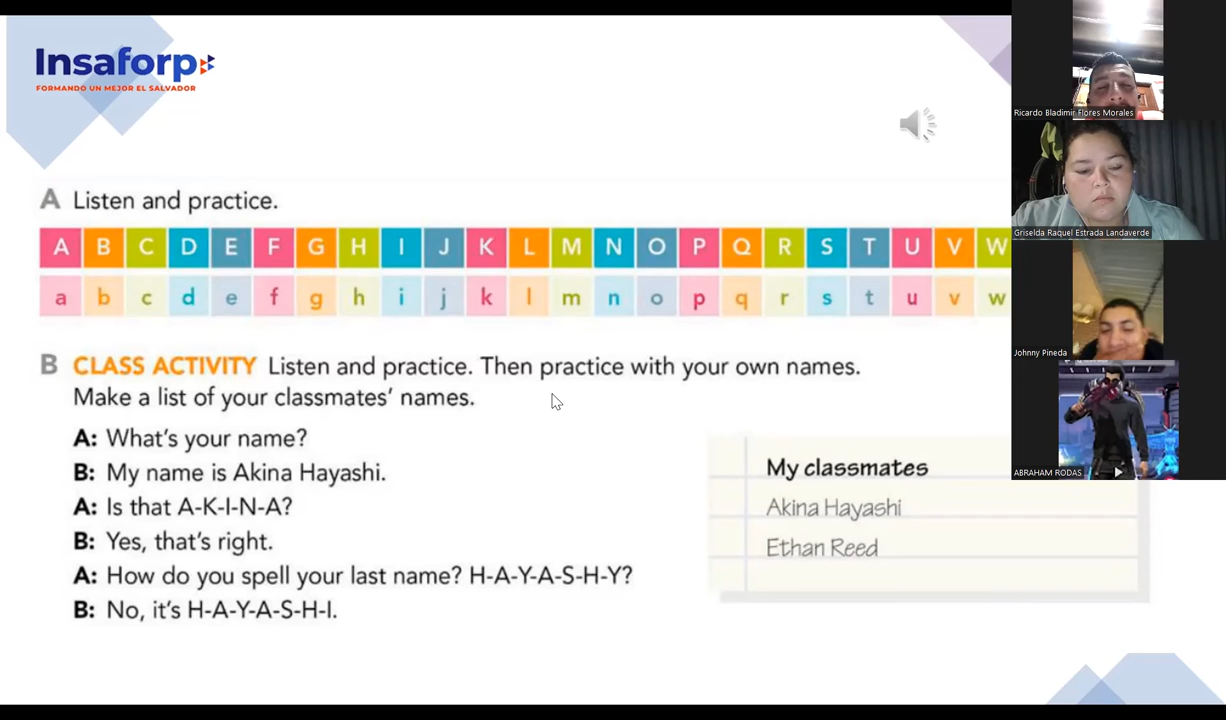 Insaforp
FORMANDO UN MEJOR EL SALVADOR
A Listen and practice.
A B C D E F G H I J K L M N O P Q R S T U V W
a b c d e f g h i j k l m n o p q r s t u v w
B CLASS ACTIVITY Listen and practice. Then practice with your own names.
Make a list of your classmates' names.
A: What's your name?
B: My name is Akina Hayashi.
A: Is that A-K-I-N-A?
B: Yes, that's right.
A: How do you spell your last name? H-A-Y-A-S-H-Y?
B: No, it's H-A-Y-A-S-H-I.
My classmates
Akina Hayashi
Ethan Reed
Ricardo Bladimir Flores Morales
Griselda Raquel Estrada Landaverde
Johnny Pineda
ABRAHAM RODAS